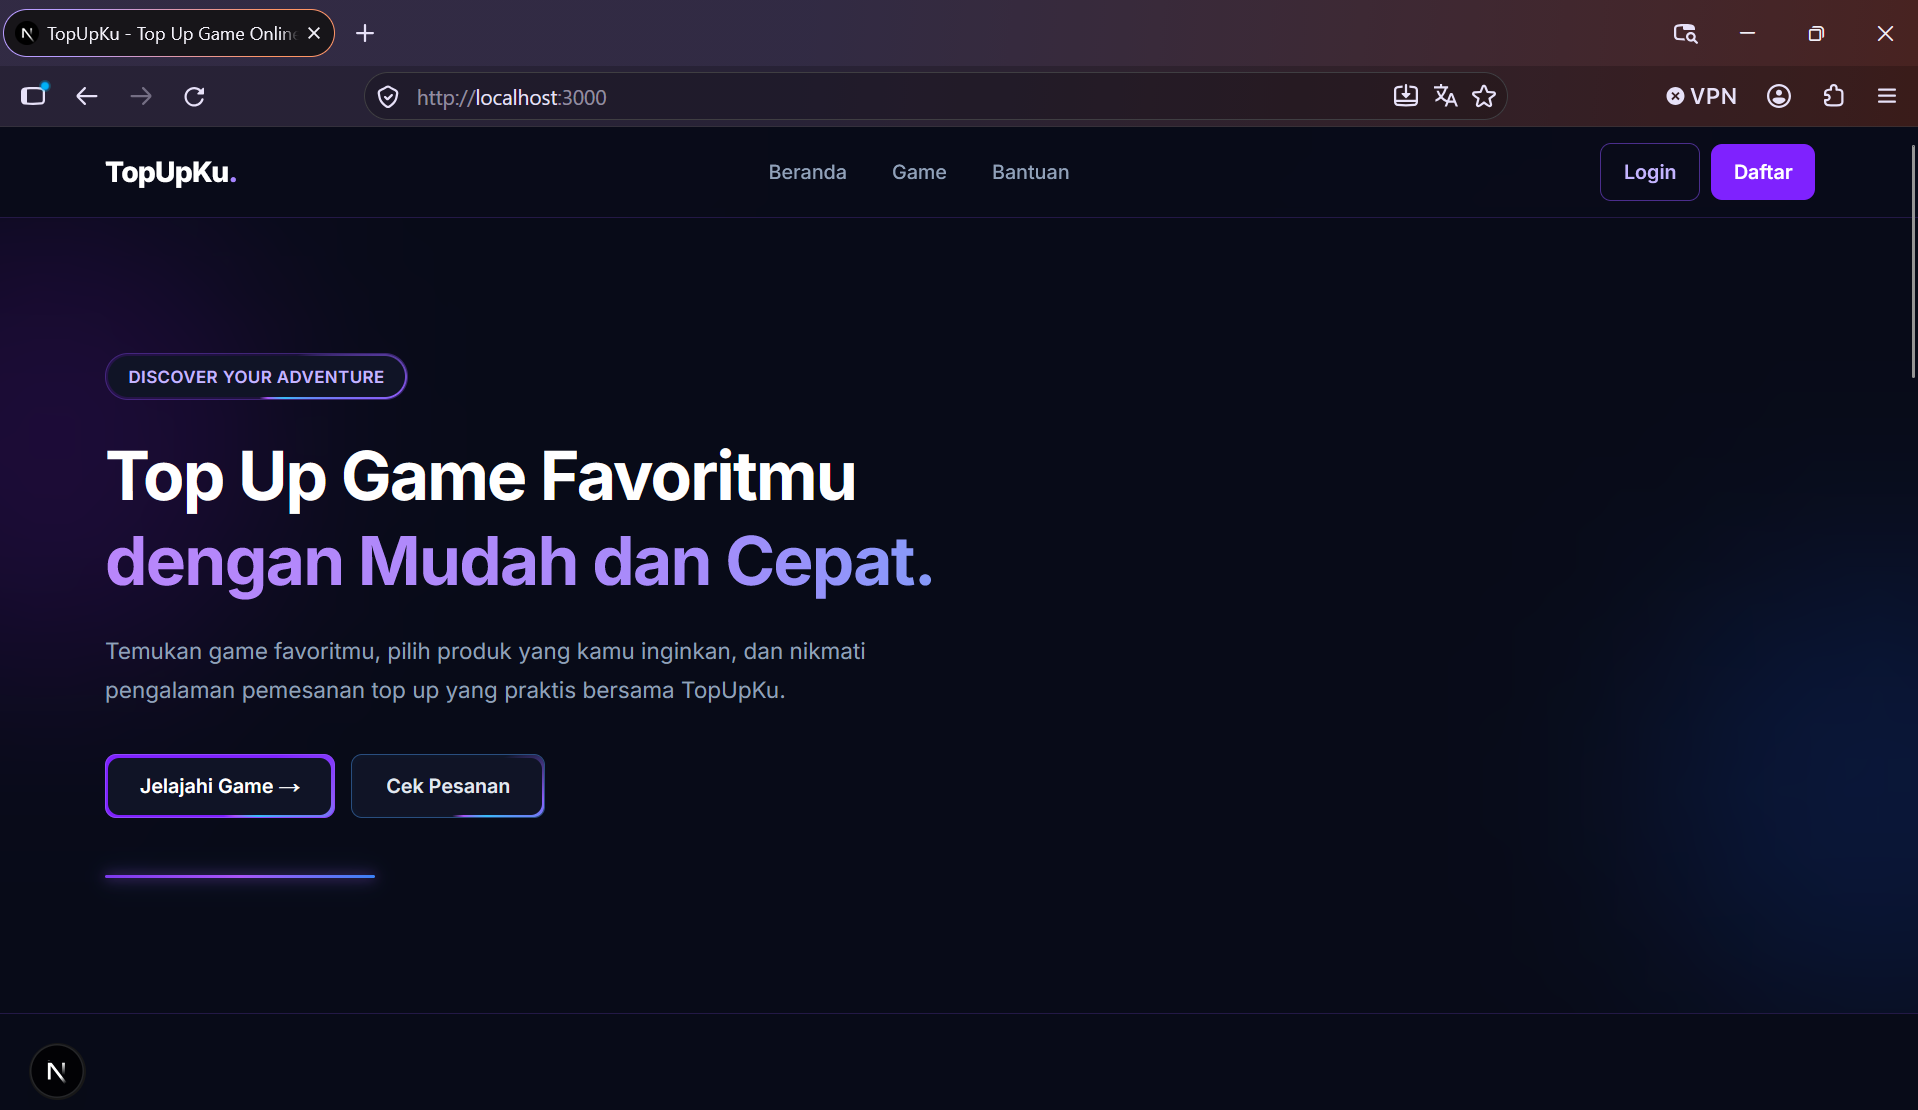 TopUpKu - Top Up Game Online
http://localhost:3000
VPN
TopUpKu.
Beranda
Game
Bantuan
Login
Daftar
DISCOVER YOUR ADVENTURE
Top Up Game Favoritmu
dengan Mudah dan Cepat.
Temukan game favoritmu, pilih produk yang kamu inginkan, dan nikmati
pengalaman pemesanan top up yang praktis bersama TopUpKu.
Jelajahi Game →
Cek Pesanan